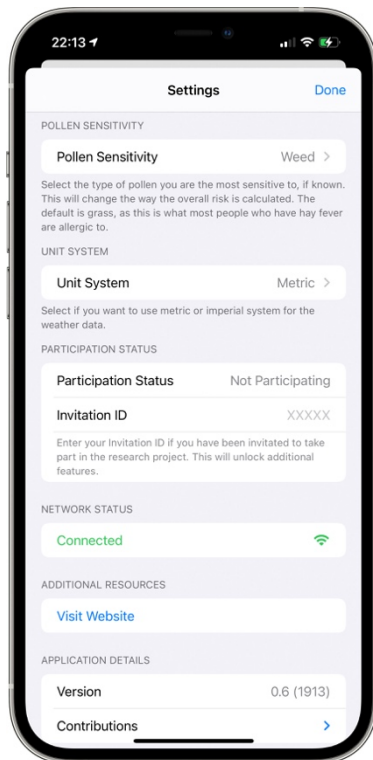 22:13
Settings
Done
POLLEN SENSITIVITY
Pollen Sensitivity Weed >
Select the type of pollen you are the most sensitive to, if known.
This will change the way the overall risk is calculated. The
default is grass, as this is what most people who have hay fever
are allergic to.
UNIT SYSTEM
Unit System Metric >
Select if you want to use metric or imperial system for the
weather data.
PARTICIPATION STATUS
Participation Status Not Participating
Invitation ID XXXXX
Enter your Invitation ID if you have been invitated to take
part in the research project. This will unlock additional
features.
NETWORK STATUS
Connected
ADDITIONAL RESOURCES
Visit Website
APPLICATION DETAILS
Version 0.6 (1913)
Contributions >